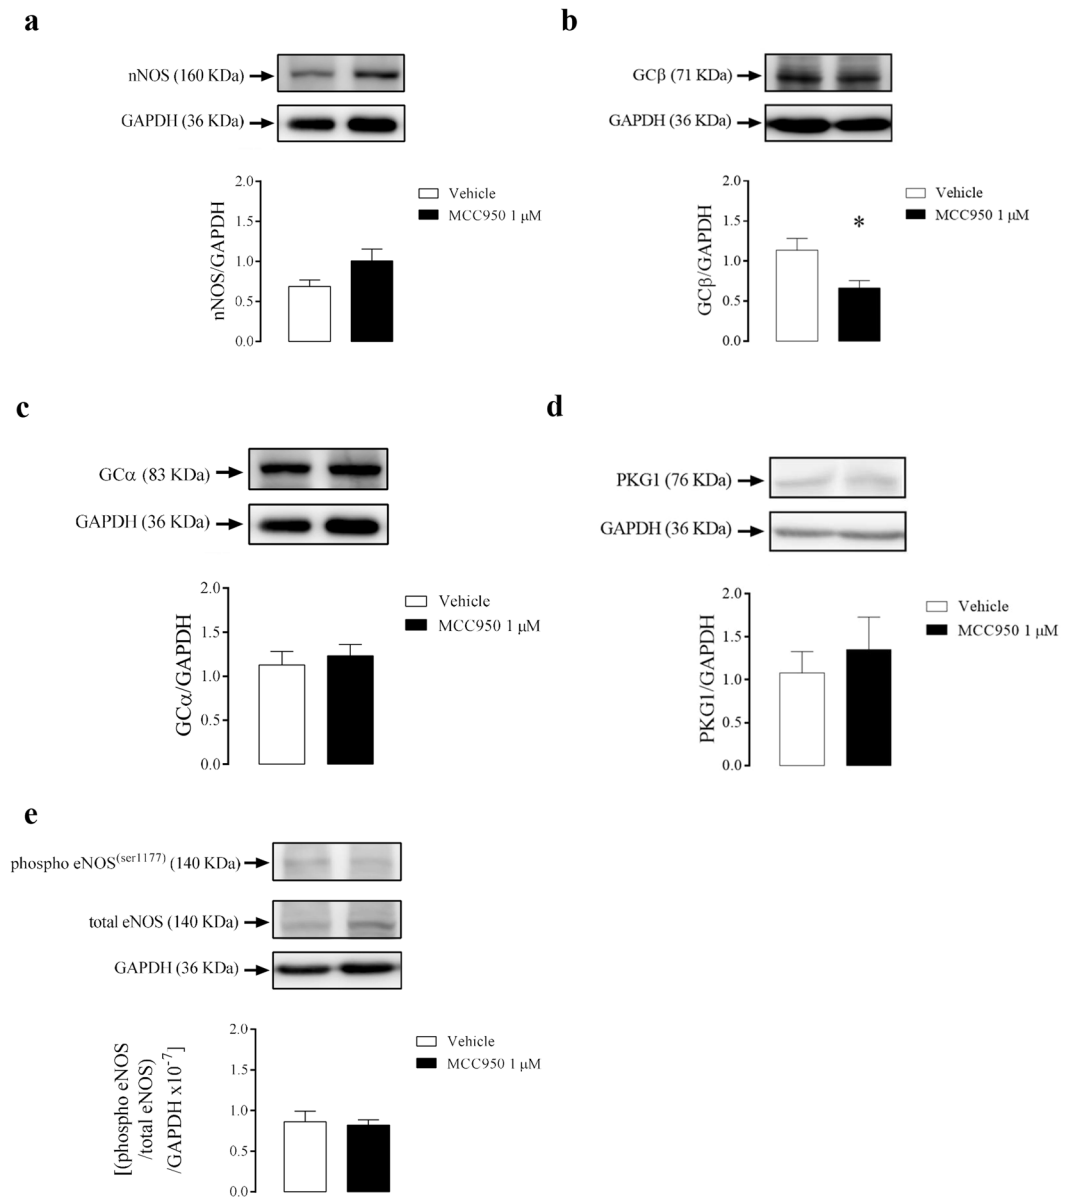 a
nNOS (160 KDa)
GAPDH (36 KDa)
2.0
1.5
1.0
0.5
0.0
nNOS/GAPDH
Vehicle
MCC950 1 μM
b
GCβ (71 KDa)
GAPDH (36 KDa)
2.0
1.5
1.0
0.5
0.0
GCβ/GAPDH
*
Vehicle
MCC950 1 μM
c
GCα (83 KDa)
GAPDH (36 KDa)
2.0
1.5
1.0
0.5
0.0
GCα/GAPDH
Vehicle
MCC950 1 μM
d
PKG1 (76 KDa)
GAPDH (36 KDa)
2.0
1.5
1.0
0.5
0.0
PKG1/GAPDH
Vehicle
MCC950 1 μM
e
phospho eNOS(ser1177) (140 KDa)
total eNOS (140 KDa)
GAPDH (36 KDa)
2.0
1.5
1.0
0.5
0.0
[(phospho eNOS
/total eNOS)
/GAPDH x10-7]
Vehicle
MCC950 1 μM